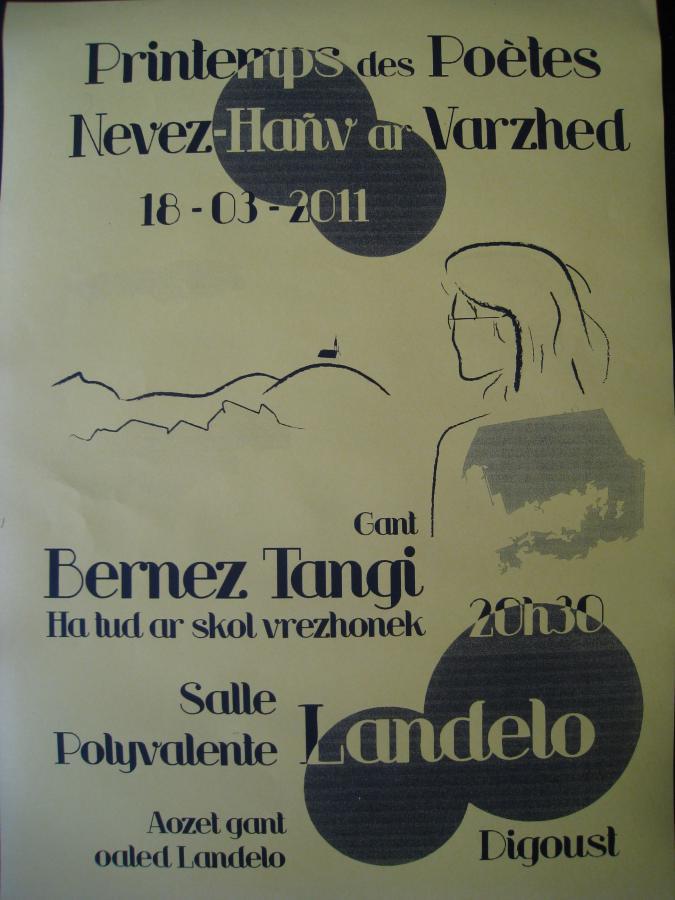 Printemps des Poètes
Nevez-Hañv ar Varzhed
18 - 03 - 2011
Gant
Bernez Tangi
Ha tud ar skol vrezhonek
20h30
Salle
Polyvalente
Landelo
Aozet gant
oaled Landelo
Digoust